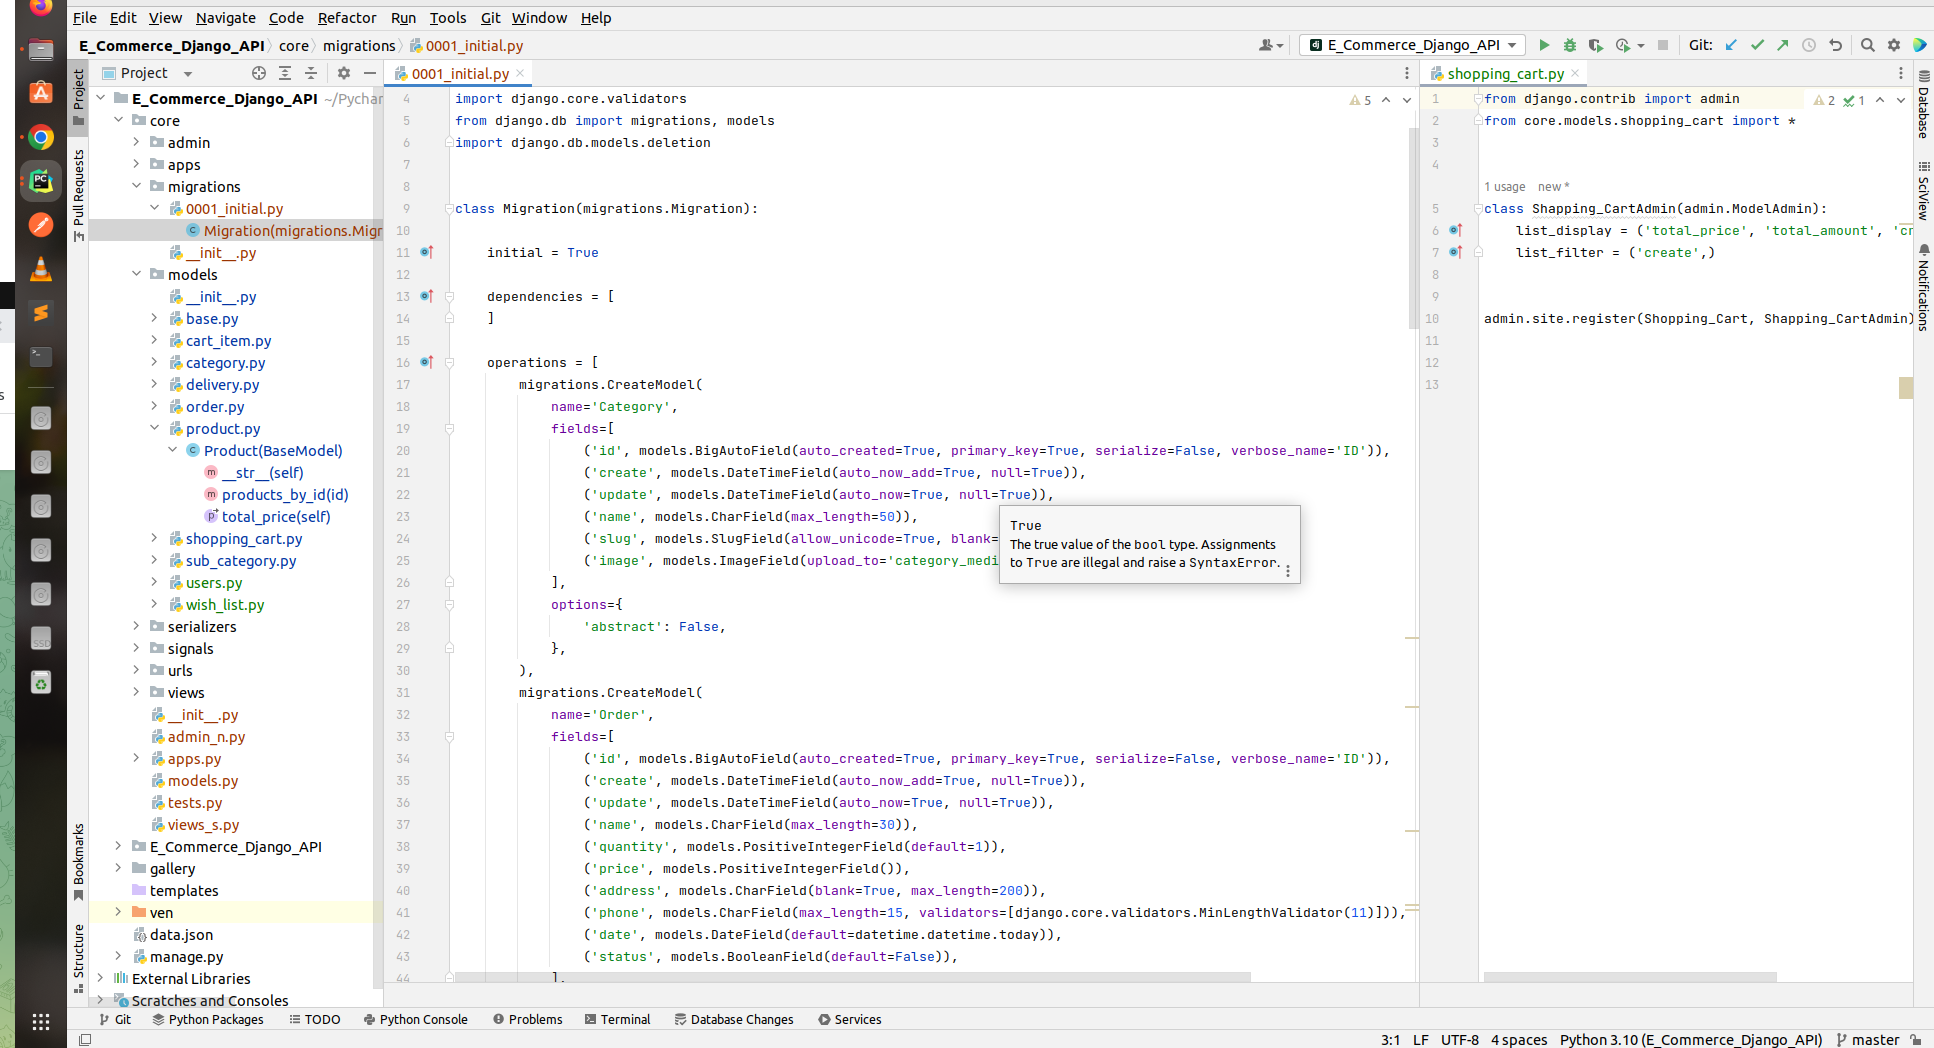 File Edit View Navigate Code Refactor Run Tools Git Window Help
E_Commerce_Django_API core migrations 0001_initial.py
E_Commerce_Django_API
Git:
Project
0001_initial.py
shopping_cart.py
Project
Pull Requests
Bookmarks
Structure
E_Commerce_Django_API ~/Pychar
core
admin
apps
migrations
0001_initial.py
Migration(migrations.Migr
__init__.py
models
__init__.py
base.py
cart_item.py
category.py
delivery.py
order.py
product.py
Product(BaseModel)
__str__(self)
products_by_id(id)
total_price(self)
shopping_cart.py
sub_category.py
users.py
wish_list.py
serializers
signals
urls
views
__init__.py
admin_n.py
apps.py
models.py
tests.py
views_s.py
E_Commerce_Django_API
gallery
templates
ven
data.json
manage.py
External Libraries
Scratches and Consoles
5
4 import django.core.validators
5 from django.db import migrations, models
6 import django.db.models.deletion
7
8
9 class Migration(migrations.Migration):
10
11 initial = True
12
13 dependencies = [
14 ]
15
16 operations = [
17 migrations.CreateModel(
18 name='Category',
19 fields=[
20 ('id', models.BigAutoField(auto_created=True, primary_key=True, serialize=False, verbose_name='ID')),
21 ('create', models.DateTimeField(auto_now_add=True, null=True)),
22 ('update', models.DateTimeField(auto_now=True, null=True)),
23 ('name', models.CharField(max_length=50)),
24 ('slug', models.SlugField(allow_unicode=True, blank=
25 ('image', models.ImageField(upload_to='category_medi
26 ],
27 options={
28 'abstract': False,
29 },
30 ),
31 migrations.CreateModel(
32 name='Order',
33 fields=[
34 ('id', models.BigAutoField(auto_created=True, primary_key=True, serialize=False, verbose_name='ID')),
35 ('create', models.DateTimeField(auto_now_add=True, null=True)),
36 ('update', models.DateTimeField(auto_now=True, null=True)),
37 ('name', models.CharField(max_length=30)),
38 ('quantity', models.PositiveIntegerField(default=1)),
39 ('price', models.PositiveIntegerField()),
40 ('address', models.CharField(blank=True, max_length=200)),
41 ('phone', models.CharField(max_length=15, validators=[django.core.validators.MinLengthValidator(11)])),
42 ('date', models.DateField(default=datetime.datetime.today)),
43 ('status', models.BooleanField(default=False)),
44 ],
True
The true value of the bool type. Assignments
to True are illegal and raise a SyntaxError.
2 1
1 from django.contrib import admin
2 from core.models.shopping_cart import *
3
4
1 usage new *
5 class Shapping_CartAdmin(admin.ModelAdmin):
6 list_display = ('total_price', 'total_amount', 'cr
7 list_filter = ('create',)
8
9
10 admin.site.register(Shopping_Cart, Shapping_CartAdmin)
11
12
13
Database
SciView
Notifications
Git Python Packages TODO Python Console Problems Terminal Database Changes Services
3:1 LF UTF-8 4 spaces Python 3.10 (E_Commerce_Django_API) master
PC
SSD
s